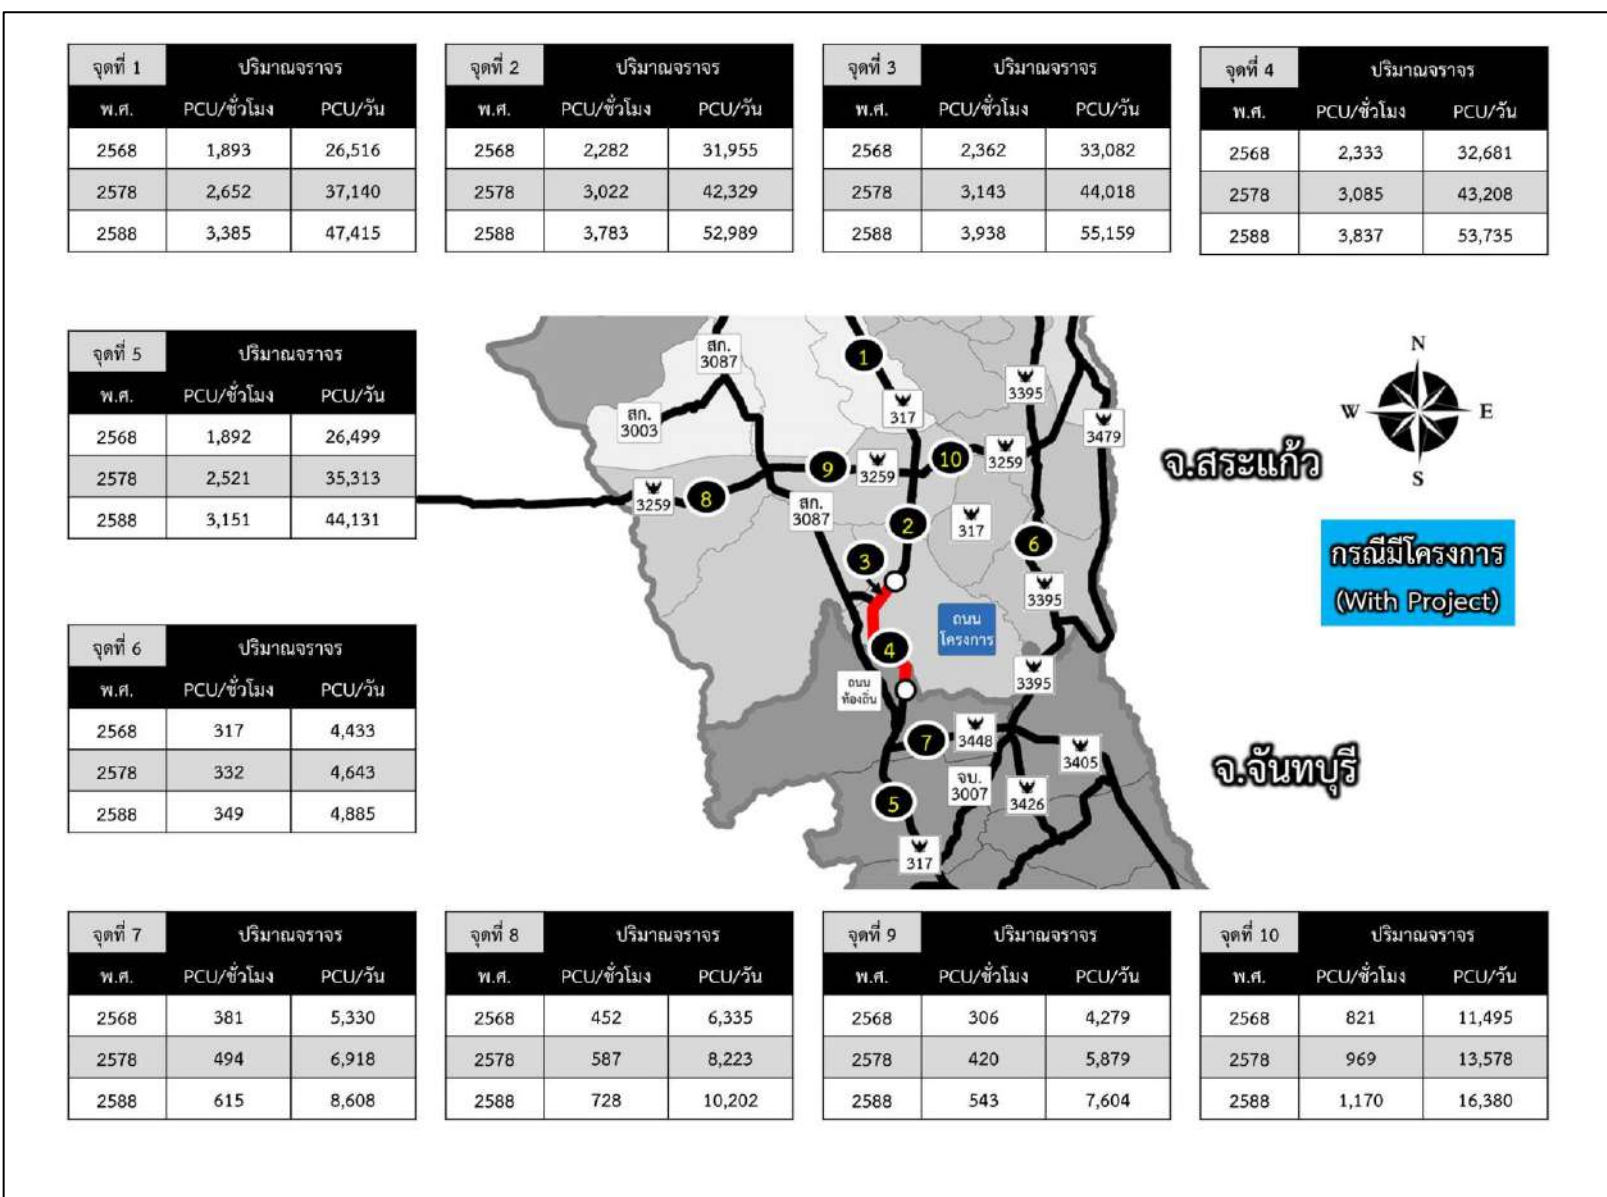 จุดที่ 1 ปริมาณจราจร
พ.ศ. PCU/ชั่วโมง PCU/วัน
2568 1,893 26,516
2578 2,652 37,140
2588 3,385 47,415
จุดที่ 2 ปริมาณจราจร
พ.ศ. PCU/ชั่วโมง PCU/วัน
2568 2,282 31,955
2578 3,022 42,329
2588 3,783 52,989
จุดที่ 3 ปริมาณจราจร
พ.ศ. PCU/ชั่วโมง PCU/วัน
2568 2,362 33,082
2578 3,143 44,018
2588 3,938 55,159
จุดที่ 4 ปริมาณจราจร
พ.ศ. PCU/ชั่วโมง PCU/วัน
2568 2,333 32,681
2578 3,085 43,208
2588 3,837 53,735
จุดที่ 5 ปริมาณจราจร
พ.ศ. PCU/ชั่วโมง PCU/วัน
2568 1,892 26,499
2578 2,521 35,313
2588 3,151 44,131
จุดที่ 6 ปริมาณจราจร
พ.ศ. PCU/ชั่วโมง PCU/วัน
2568 317 4,433
2578 332 4,643
2588 349 4,885
สก.
3087
1
3395
317
สก.
3003
3479
9
3259
10
3259
3259
8
สก.
3087
2
317
6
3
3395
ถนน
โครงการ
4
3395
ถนน
ท้องถิ่น
7
3448
3405
จบ.
3007
3426
5
317
N
W E
S
จ.สระแก้ว
กรณีมีโครงการ
(With Project)
จ.จันทบุรี
จุดที่ 7 ปริมาณจราจร
พ.ศ. PCU/ชั่วโมง PCU/วัน
2568 381 5,330
2578 494 6,918
2588 615 8,608
จุดที่ 8 ปริมาณจราจร
พ.ศ. PCU/ชั่วโมง PCU/วัน
2568 452 6,335
2578 587 8,223
2588 728 10,202
จุดที่ 9 ปริมาณจราจร
พ.ศ. PCU/ชั่วโมง PCU/วัน
2568 306 4,279
2578 420 5,879
2588 543 7,604
จุดที่ 10 ปริมาณจราจร
พ.ศ. PCU/ชั่วโมง PCU/วัน
2568 821 11,495
2578 969 13,578
2588 1,170 16,380